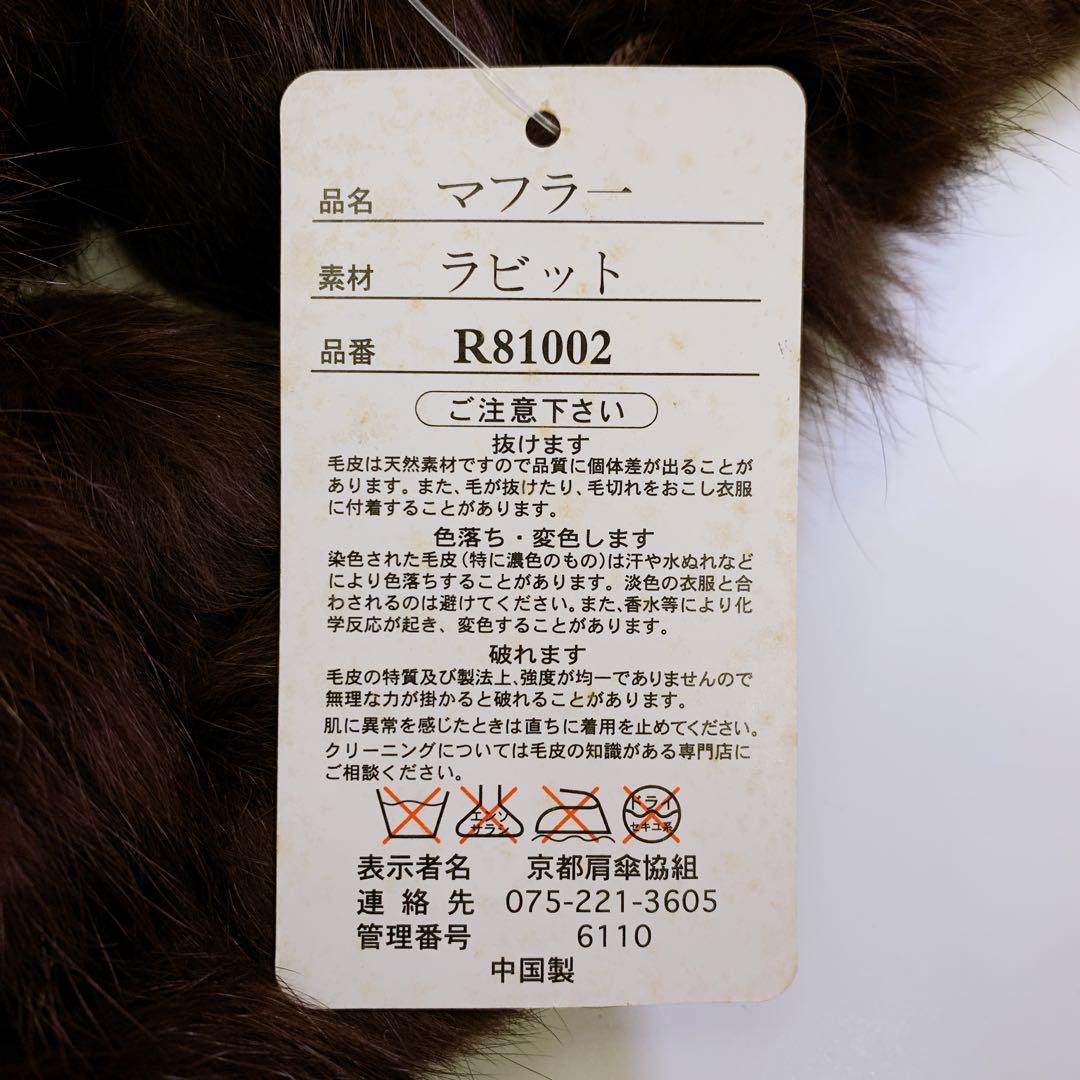 品名 マフラー
素材 ラビット
品番 R81002
ご注意下さい
抜けます
毛皮は天然素材ですので品質に個体差が出ることが
あります。また、毛が抜けたり、毛切れをおこし衣服
に付着することがあります。
色落ち・変色します
染色された毛皮(特に濃色のもの)は汗や水ぬれなど
により色落ちすることがあります。淡色の衣服と合
わされるのは避けてください。また、香水等により化
学反応が起き、変色することがあります。
破れます
毛皮の特質及び製法上、強度が均一でありませんので
無理な力が掛かると破れることがあります。
肌に異常を感じたときは直ちに着用を止めてください。
クリーニングについては毛皮の知識がある専門店に
ご相談ください。
エンソ
サラシ
ドライ
セキユ系
表示者名 京都肩傘協組
連絡先 075-221-3605
管理番号 6110
中国製